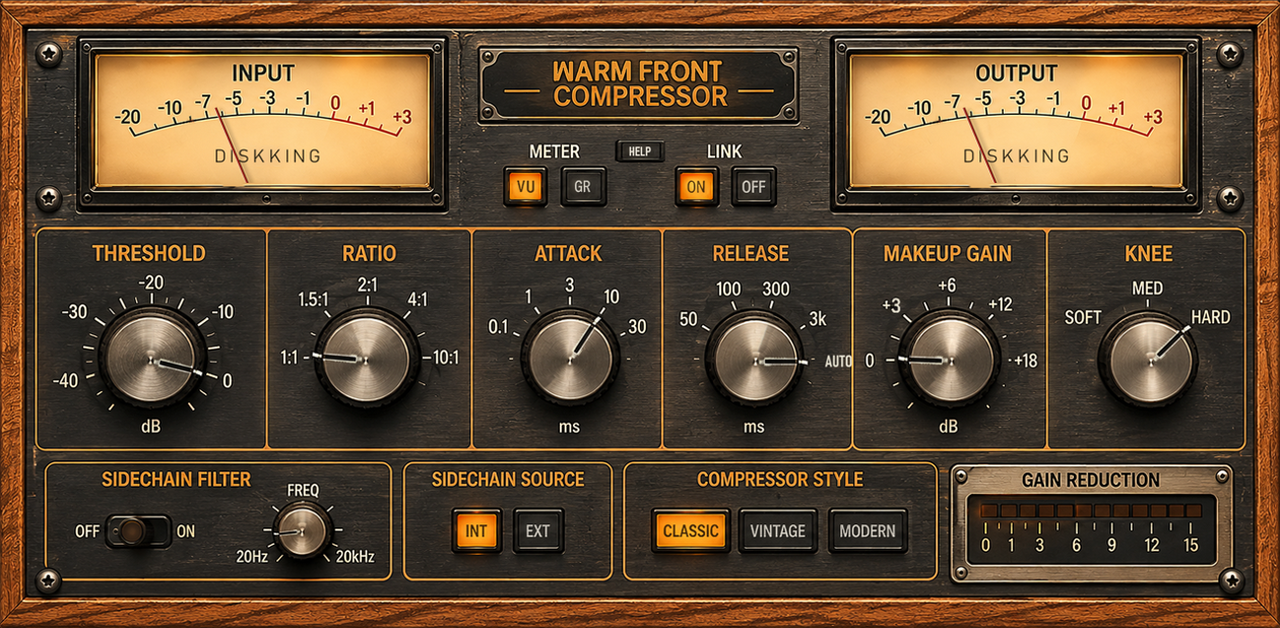 INPUT
-20 -10 -7 -5 -3 -1 0 +1 +3
DISKKING
WARM FRONT
COMPRESSOR
METER
HELP
LINK
VU GR
ON OFF
OUTPUT
-20 -10 -7 -5 -3 -1 0 +1 +3
DISKKING
THRESHOLD
-40 -30 -20 -10 0
dB
RATIO
1:1 1.5:1 2:1 4:1 10:1
ATTACK
0.1 1 3 10 30
ms
RELEASE
50 100 300 3k AUTO
ms
MAKEUP GAIN
0 +3 +6 +12 +18
dB
KNEE
SOFT MED HARD
SIDECHAIN FILTER
OFF ON
FREQ
20Hz 20kHz
SIDECHAIN SOURCE
INT EXT
COMPRESSOR STYLE
CLASSIC VINTAGE MODERN
GAIN REDUCTION
0 1 3 6 9 12 15